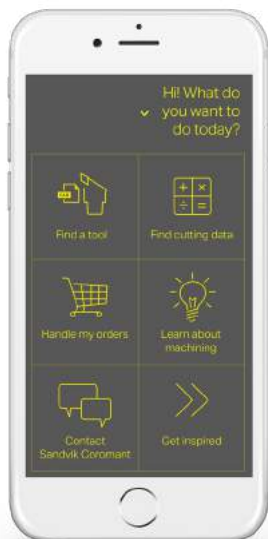 Hi! What do
you want to
do today?
Find a tool
Find cutting data
Handle my orders
Learn about
machining
Contact
Sandvik Coromant
Get inspired